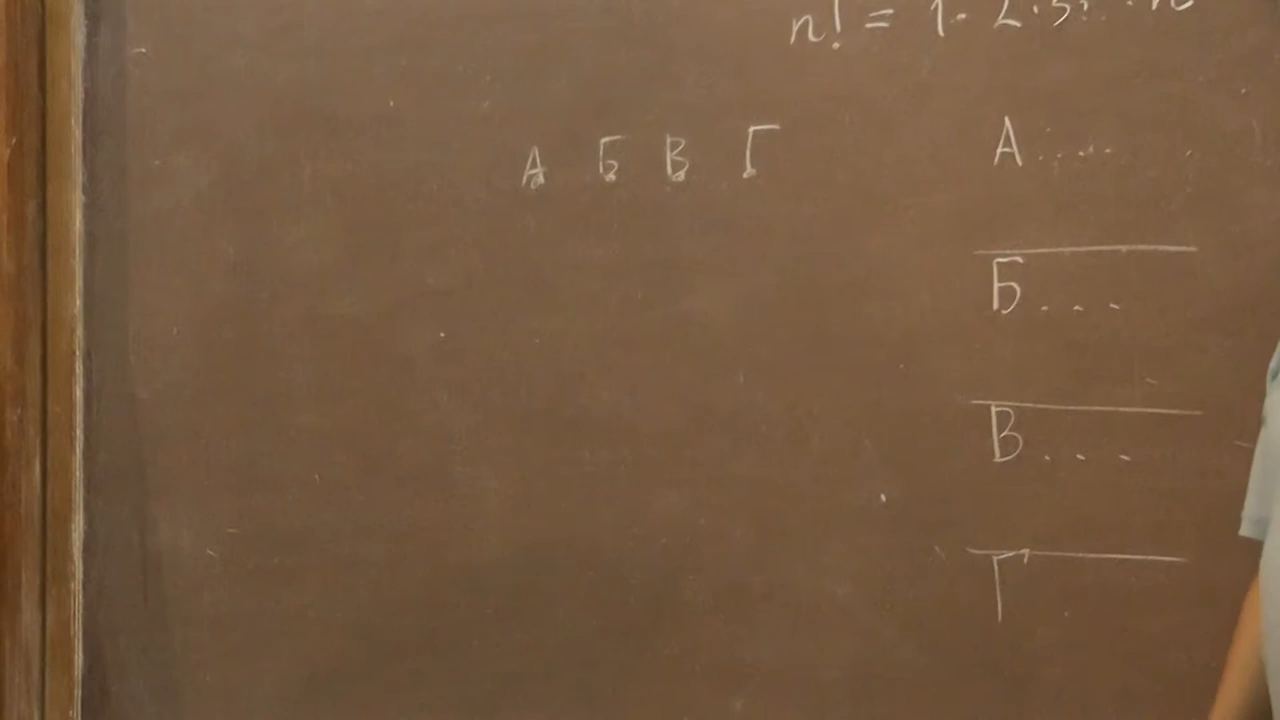 n! = 1 · 2 · 3 · ... · n
А Б В Г
А . . . .
Б . . .
В . . .
Г